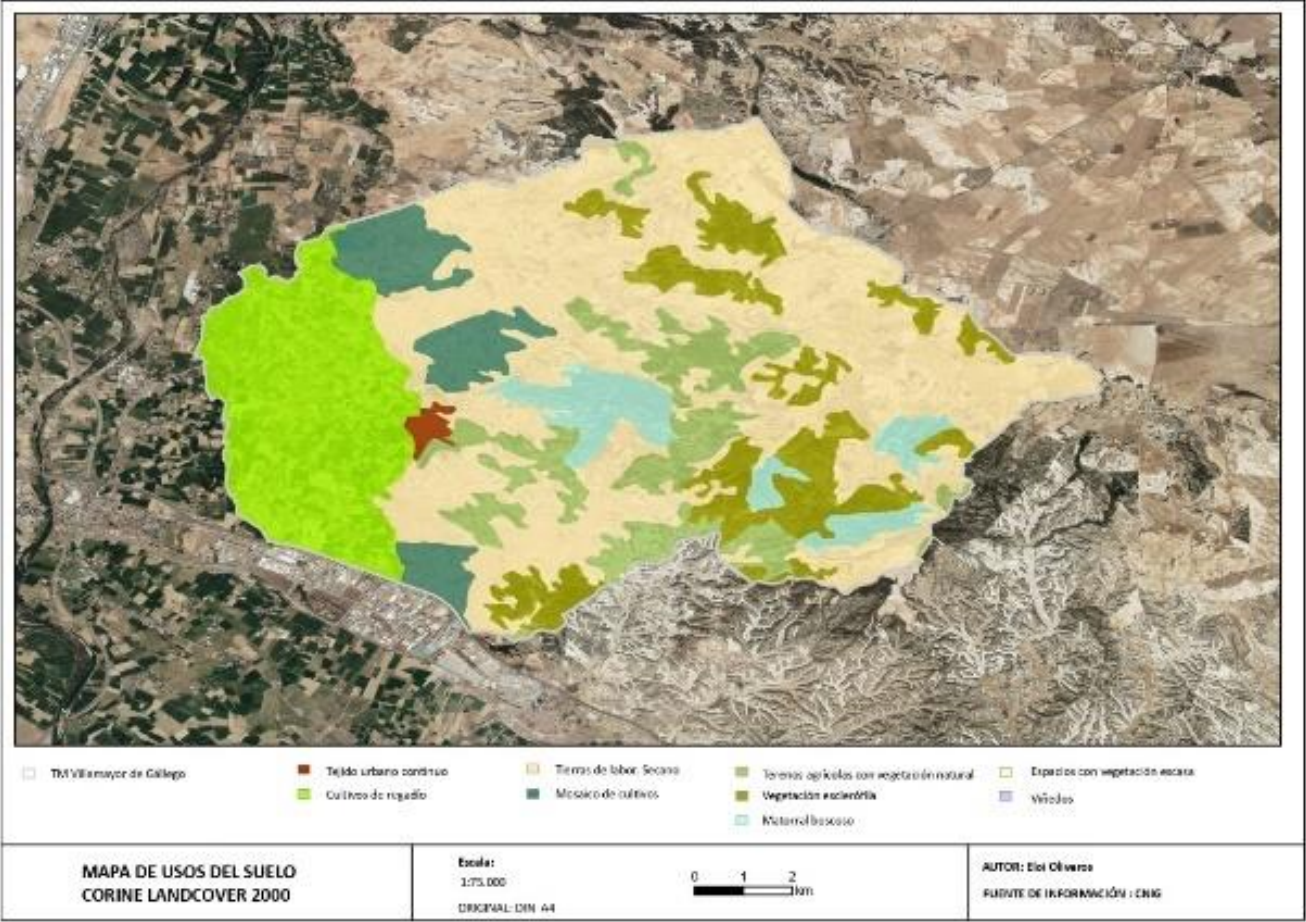 TM Villamayor de Gállego
Tejido urbano continuo
Cultivos de regadío
Tierras de labor. Secano
Mosaico de cultivos
Terrenos agrícolas con vegetación natural
Vegetación esclerófila
Matorral boscoso
Espacios con vegetación escasa
Viñedos
MAPA DE USOS DEL SUELO
CORINE LANDCOVER 2000
Escala:
1:75.000
ORIGINAL: DIN A4
0 1 2
km
AUTOR: Eloi Oliveros
FUENTE DE INFORMACIÓN : CNIG